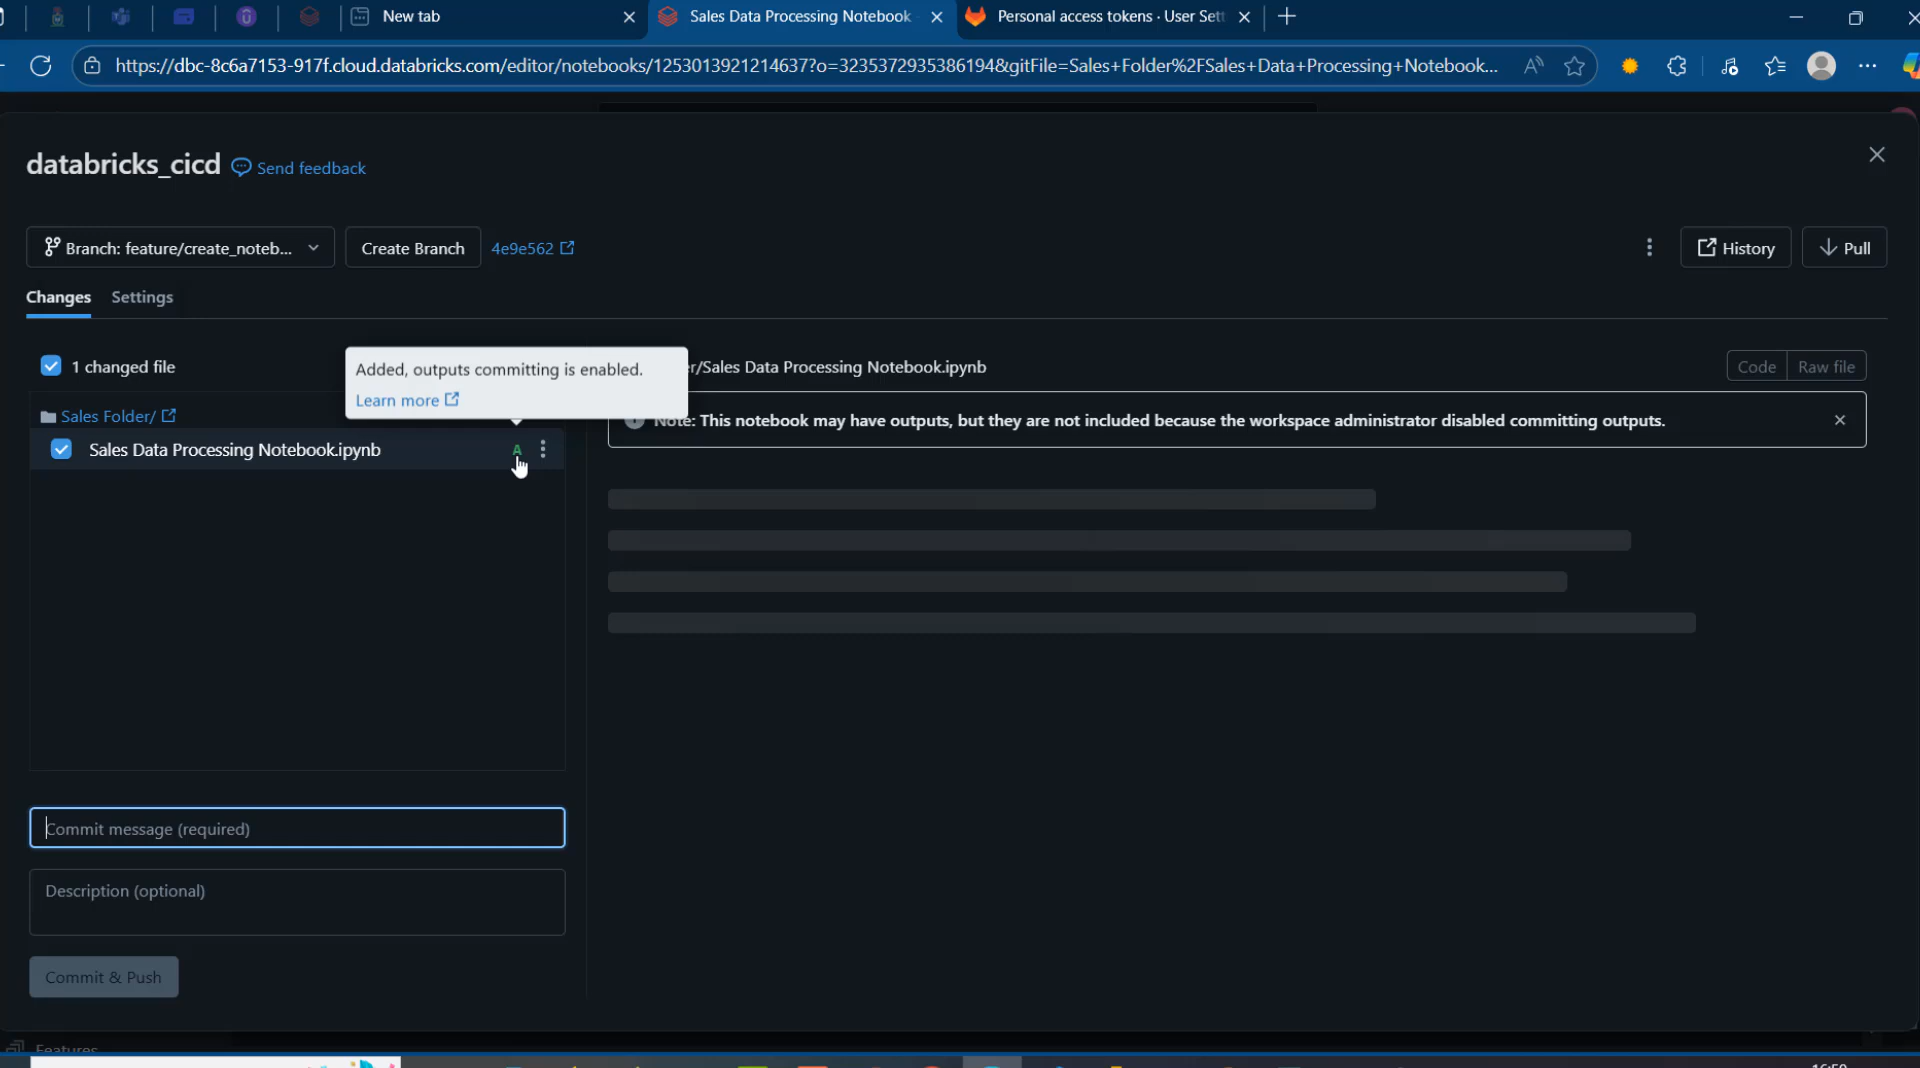 New tab
Sales Data Processing Notebook
Personal access tokens · User Sett
https://dbc-8c6a7153-917f.cloud.databricks.com/editor/notebooks/1253013921214637?o=3235372935386194&gitFile=Sales+Folder%2FSales+Data+Processing+Notebook...
databricks_cicd
Send feedback
Branch: feature/create_noteb...
Create Branch
4e9e562
History
Pull
Changes
Settings
1 changed file
Added, outputs committing is enabled.
Learn more
r/Sales Data Processing Notebook.ipynb
Code
Raw file
Sales Folder/
Note: This notebook may have outputs, but they are not included because the workspace administrator disabled committing outputs.
Sales Data Processing Notebook.ipynb
A
Commit message (required)
Description (optional)
Commit & Push
Features